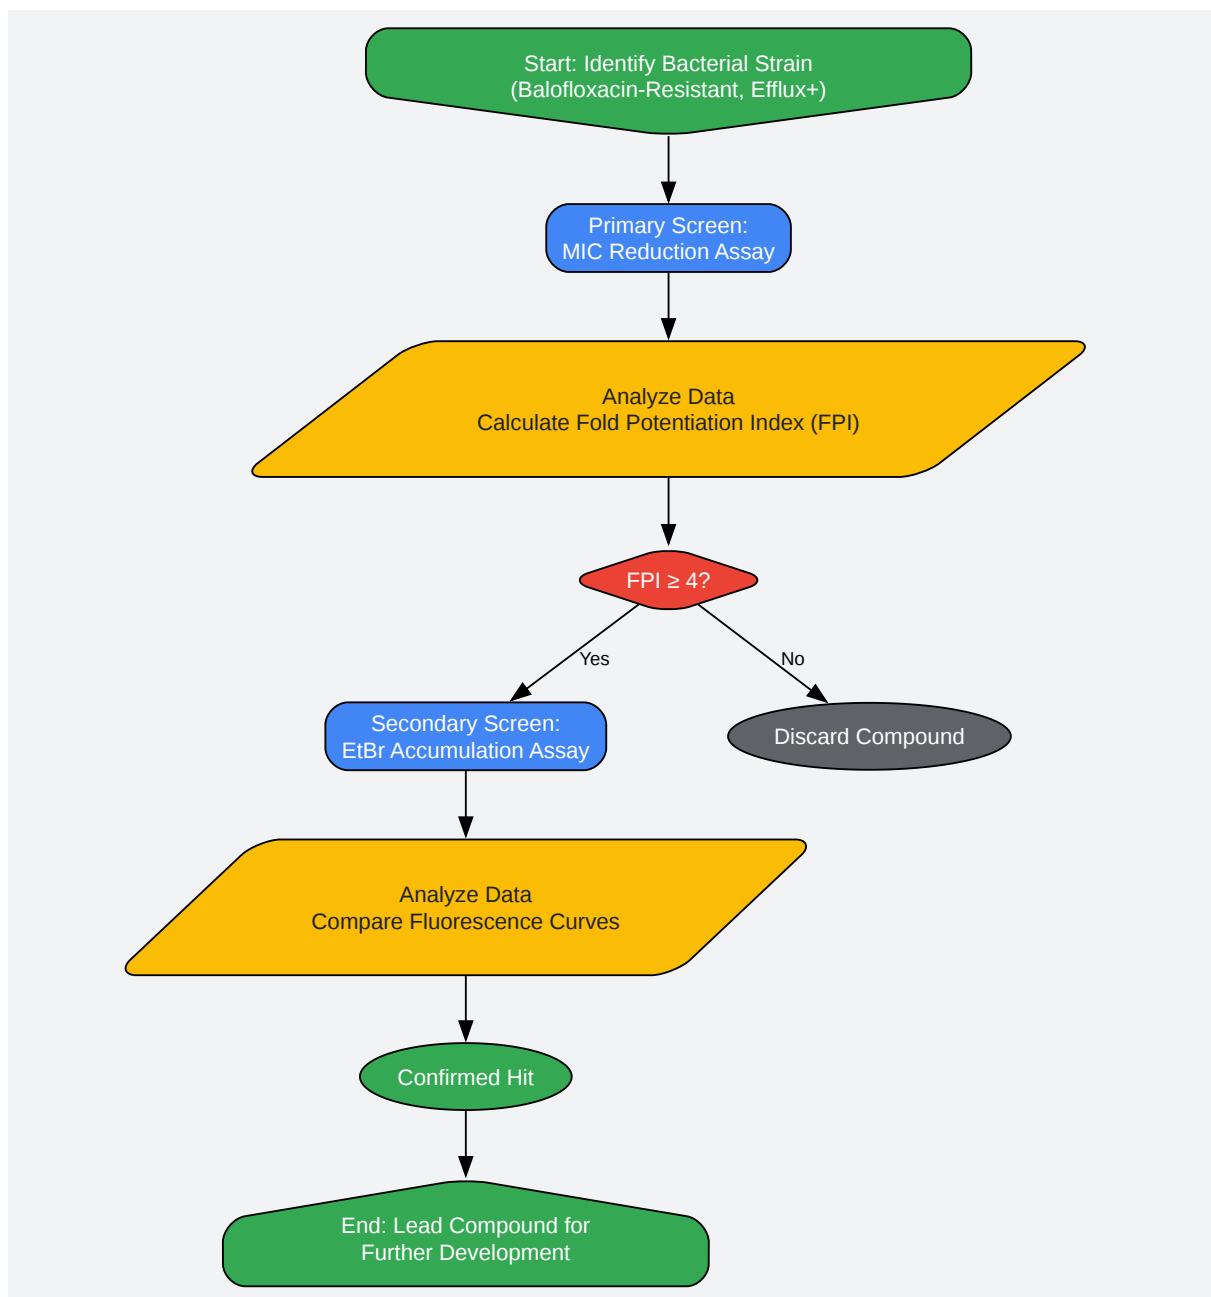 Start: Identify Bacterial Strain
(Balofloxacin-Resistant, Efflux+)
Primary Screen:
MIC Reduction Assay
Analyze Data
Calculate Fold Potentiation Index (FPI)
FPI ≥ 4?
Yes
No
Secondary Screen:
EtBr Accumulation Assay
Discard Compound
Analyze Data
Compare Fluorescence Curves
Confirmed Hit
End: Lead Compound for
Further Development